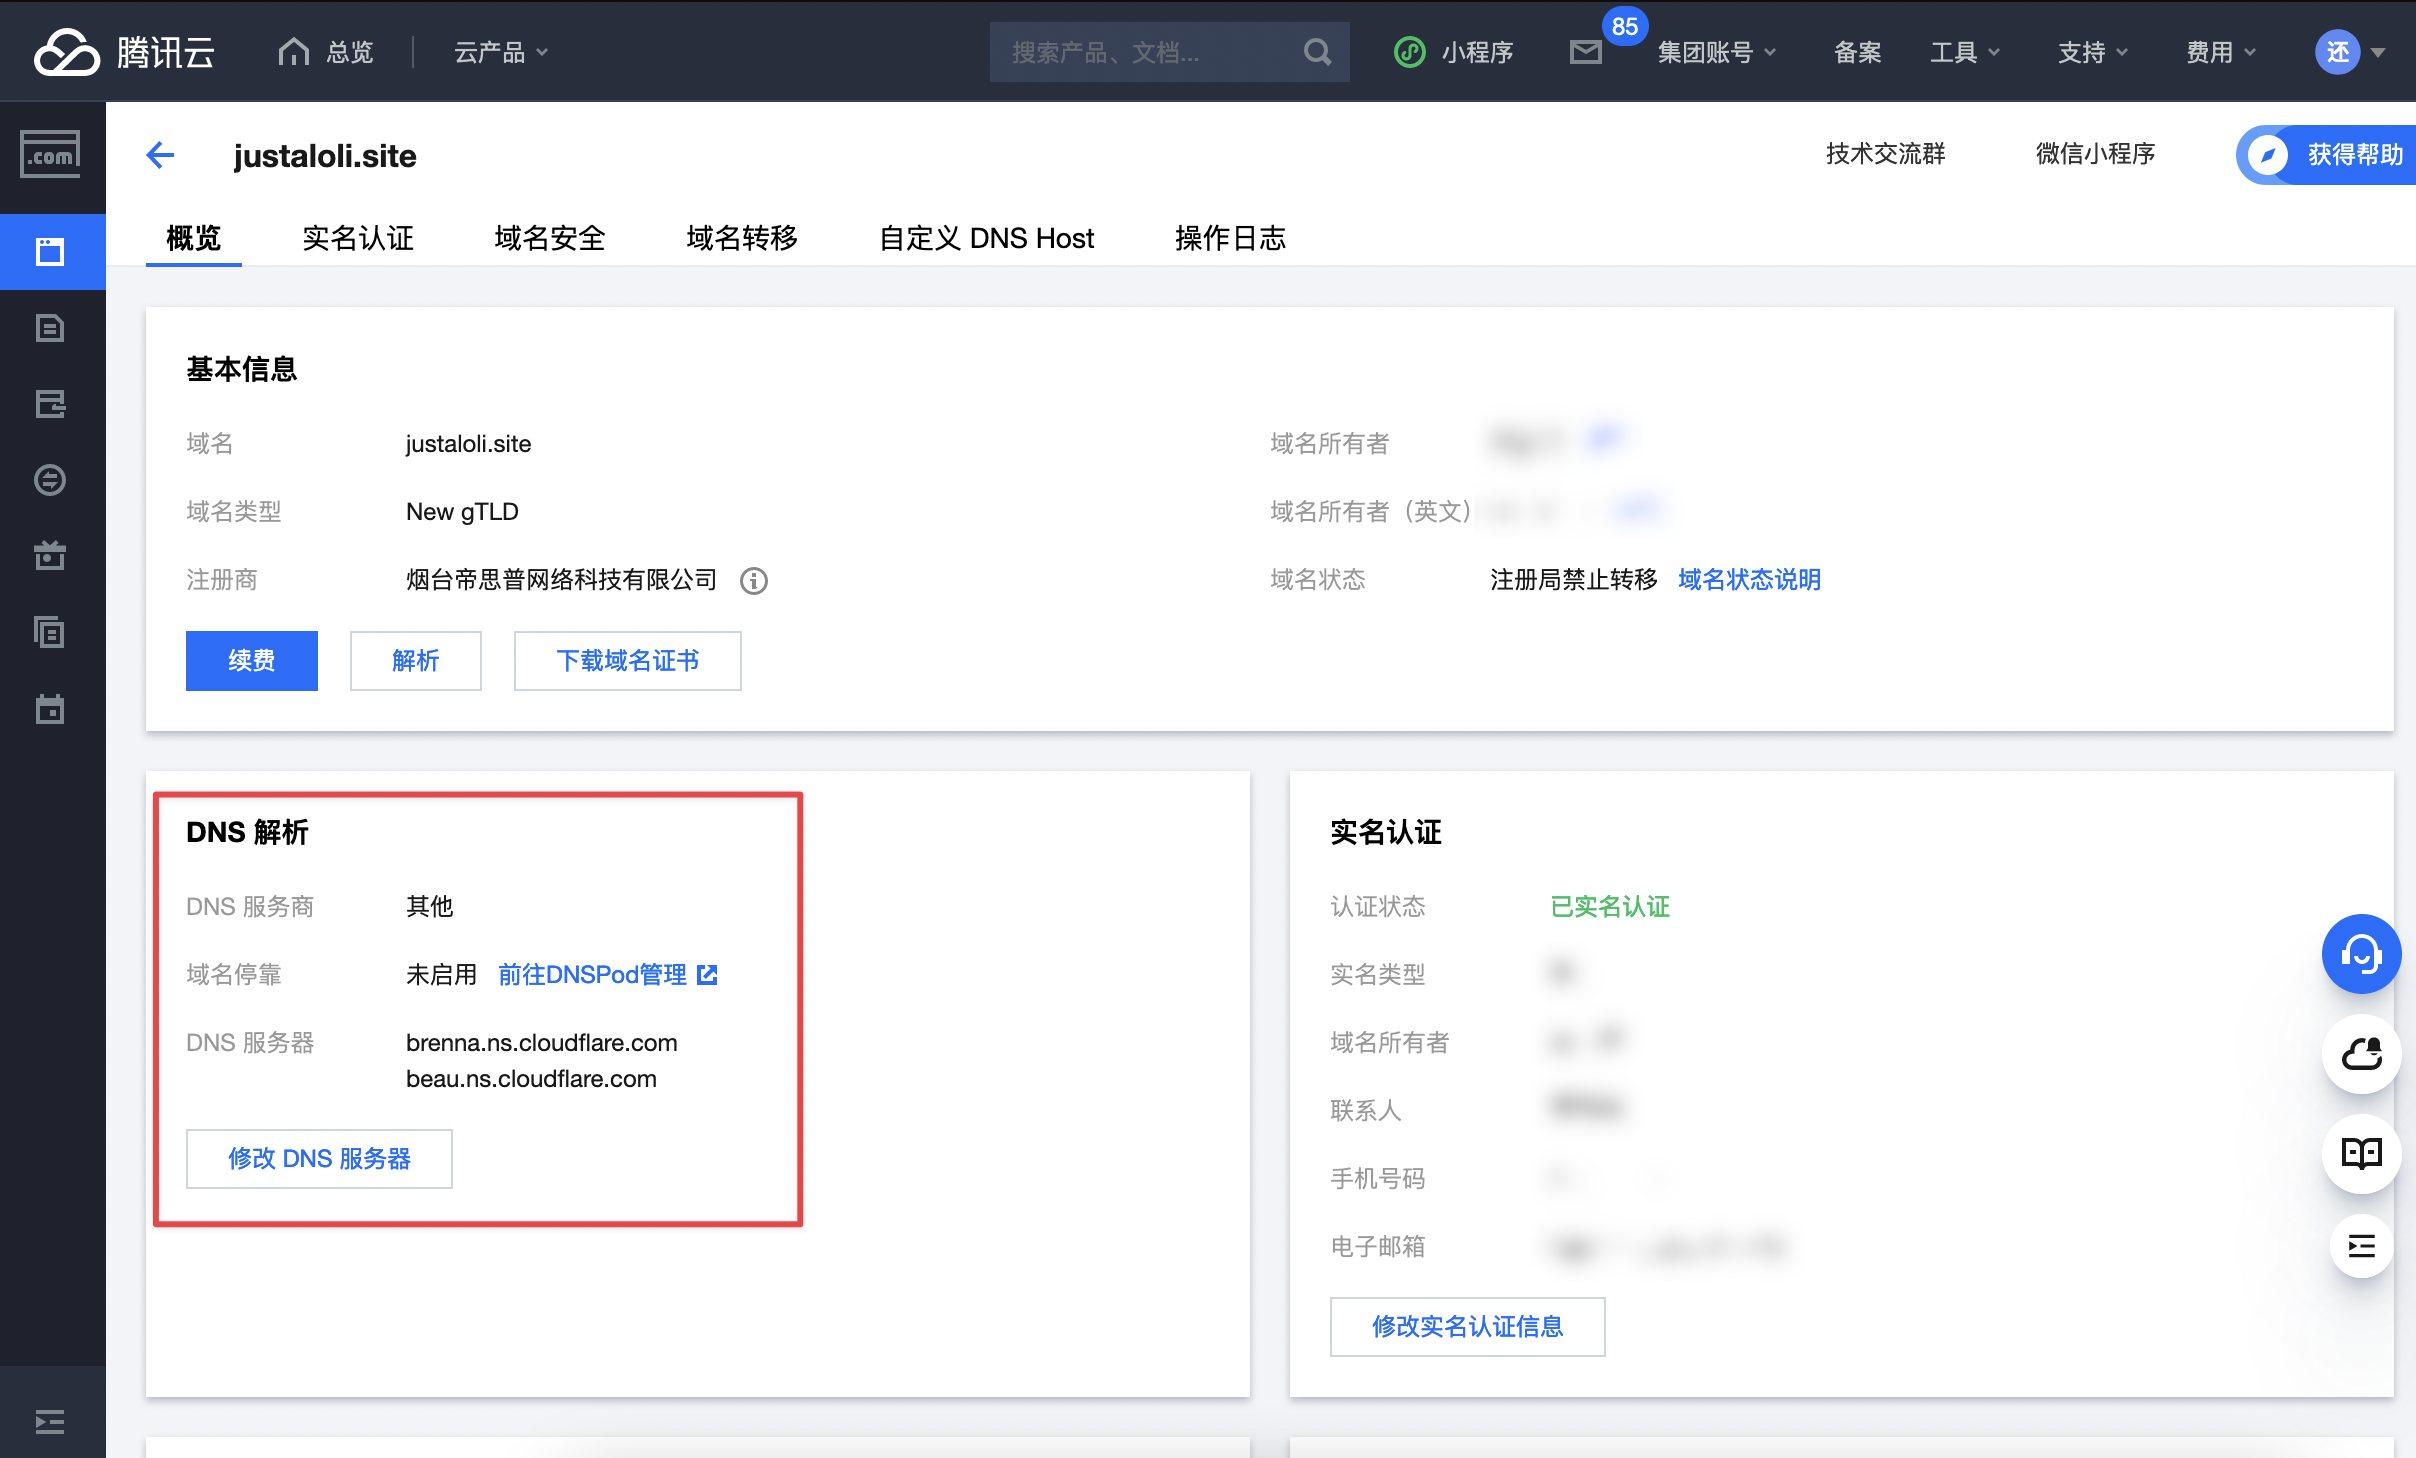 腾讯云
总览
云产品
搜索产品、文档...
小程序
85
集团账号
备案
工具
支持
费用
还
.com
justaloli.site
技术交流群
微信小程序
获得帮助
概览
实名认证
域名安全
域名转移
自定义 DNS Host
操作日志
基本信息
域名
justaloli.site
域名所有者
域名类型
New gTLD
域名所有者（英文）
注册商
烟台帝思普网络科技有限公司
域名状态
注册局禁止转移 域名状态说明
续费
解析
下载域名证书
DNS 解析
DNS 服务商
其他
域名停靠
未启用 前往DNSPod管理
DNS 服务器
brenna.ns.cloudflare.com
beau.ns.cloudflare.com
修改 DNS 服务器
实名认证
认证状态
已实名认证
实名类型
域名所有者
联系人
手机号码
电子邮箱
修改实名认证信息